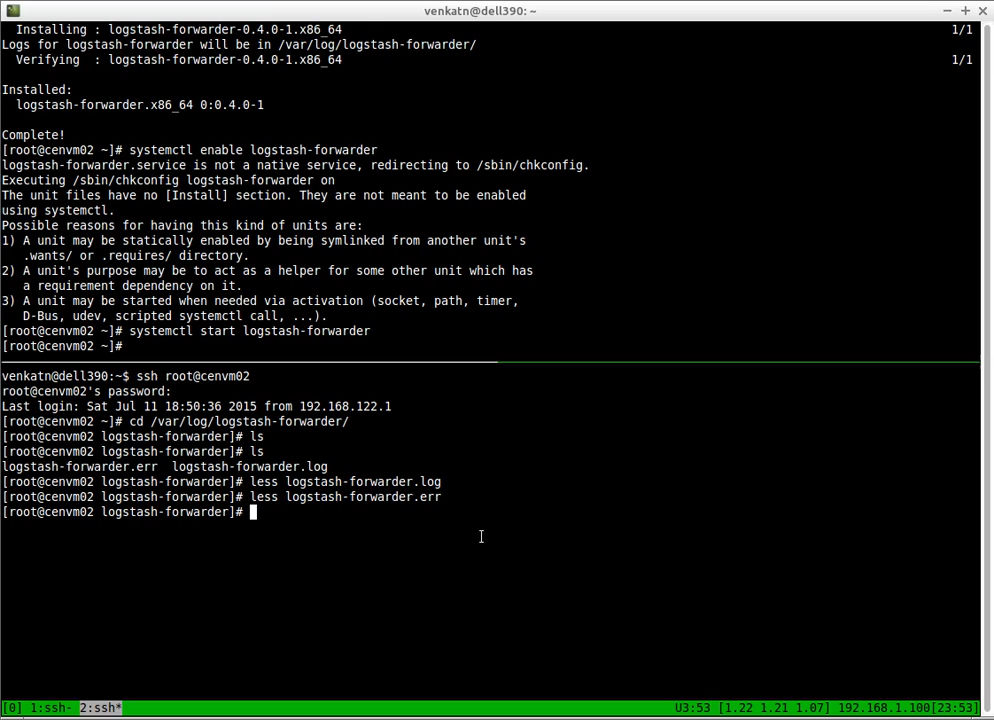 venkatn@dell390: ~
Installing : logstash-forwarder-0.4.0-1.x86_64 1/1
Logs for logstash-forwarder will be in /var/log/logstash-forwarder/
Verifying  : logstash-forwarder-0.4.0-1.x86_64 1/1
Installed:
logstash-forwarder.x86_64 0:0.4.0-1
Complete!
[root@cenvm02 ~]# systemctl enable logstash-forwarder
logstash-forwarder.service is not a native service, redirecting to /sbin/chkconfig.
Executing /sbin/chkconfig logstash-forwarder on
The unit files have no [Install] section. They are not meant to be enabled
using systemctl.
Possible reasons for having this kind of units are:
1) A unit may be statically enabled by being symlinked from another unit's
.wants/ or .requires/ directory.
2) A unit's purpose may be to act as a helper for some other unit which has
a requirement dependency on it.
3) A unit may be started when needed via activation (socket, path, timer,
D-Bus, udev, scripted systemctl call, ...).
[root@cenvm02 ~]# systemctl start logstash-forwarder
[root@cenvm02 ~]#
venkatn@dell390:~$ ssh root@cenvm02
root@cenvm02's password:
Last login: Sat Jul 11 18:50:36 2015 from 192.168.122.1
[root@cenvm02 ~]# cd /var/log/logstash-forwarder/
[root@cenvm02 logstash-forwarder]# ls
[root@cenvm02 logstash-forwarder]# ls
logstash-forwarder.err  logstash-forwarder.log
[root@cenvm02 logstash-forwarder]# less logstash-forwarder.log
[root@cenvm02 logstash-forwarder]# less logstash-forwarder.err
[root@cenvm02 logstash-forwarder]#
[0] 1:ssh- 2:ssh* U3:53 [1.22 1.21 1.07] 192.168.1.100[23:53]